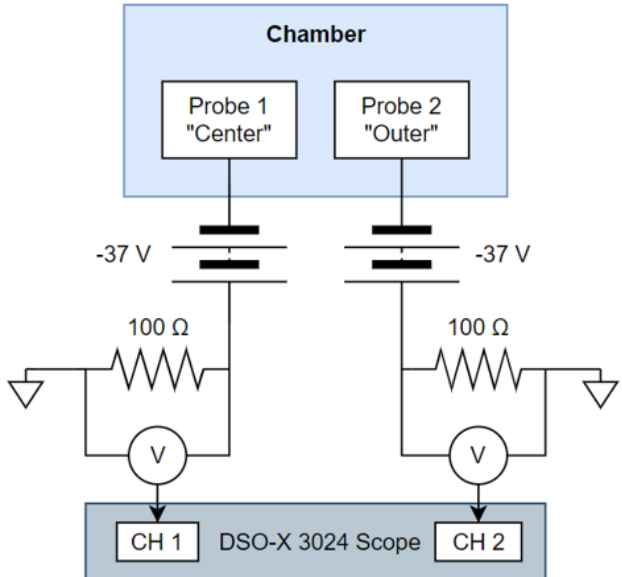 Chamber
Probe 1
"Center"
Probe 2
"Outer"
-37 V
-37 V
100 Ω
100 Ω
V
V
CH 1
DSO-X 3024 Scope
CH 2